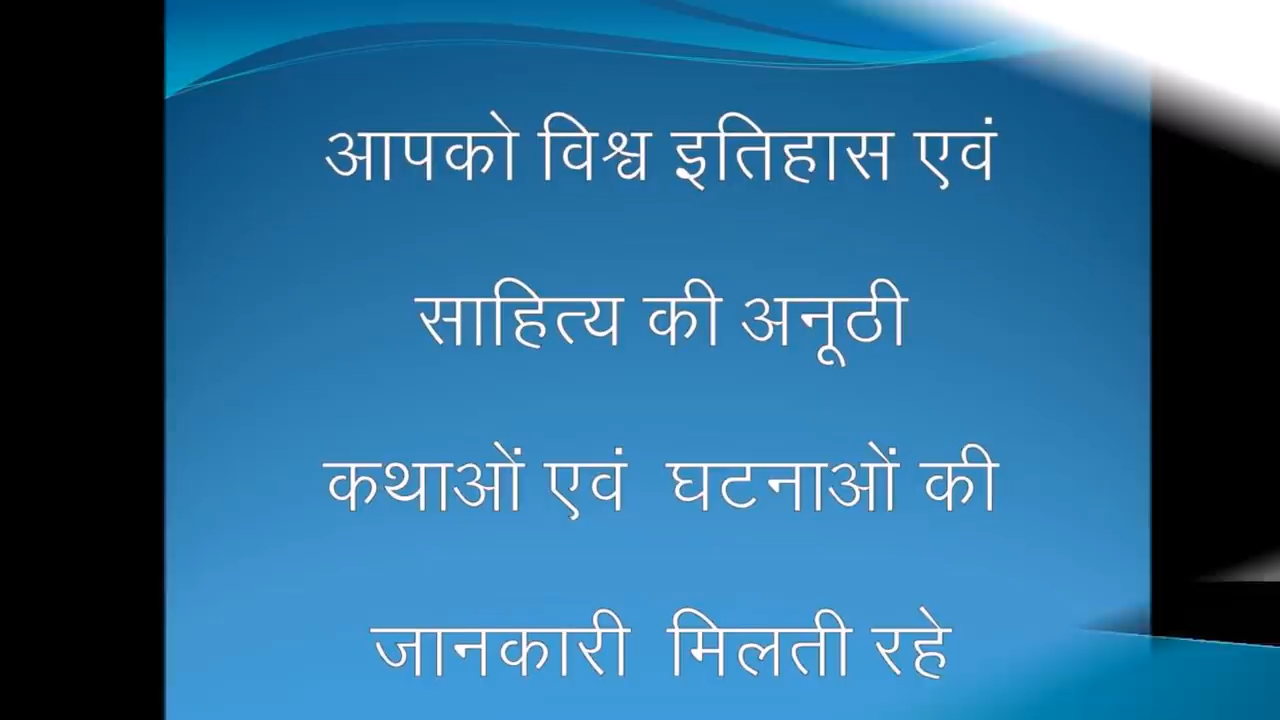 आपको विश्व इतिहास एवं
साहित्य की अनूठी
कथाओं एवं घटनाओं की
जानकारी मिलती रहे